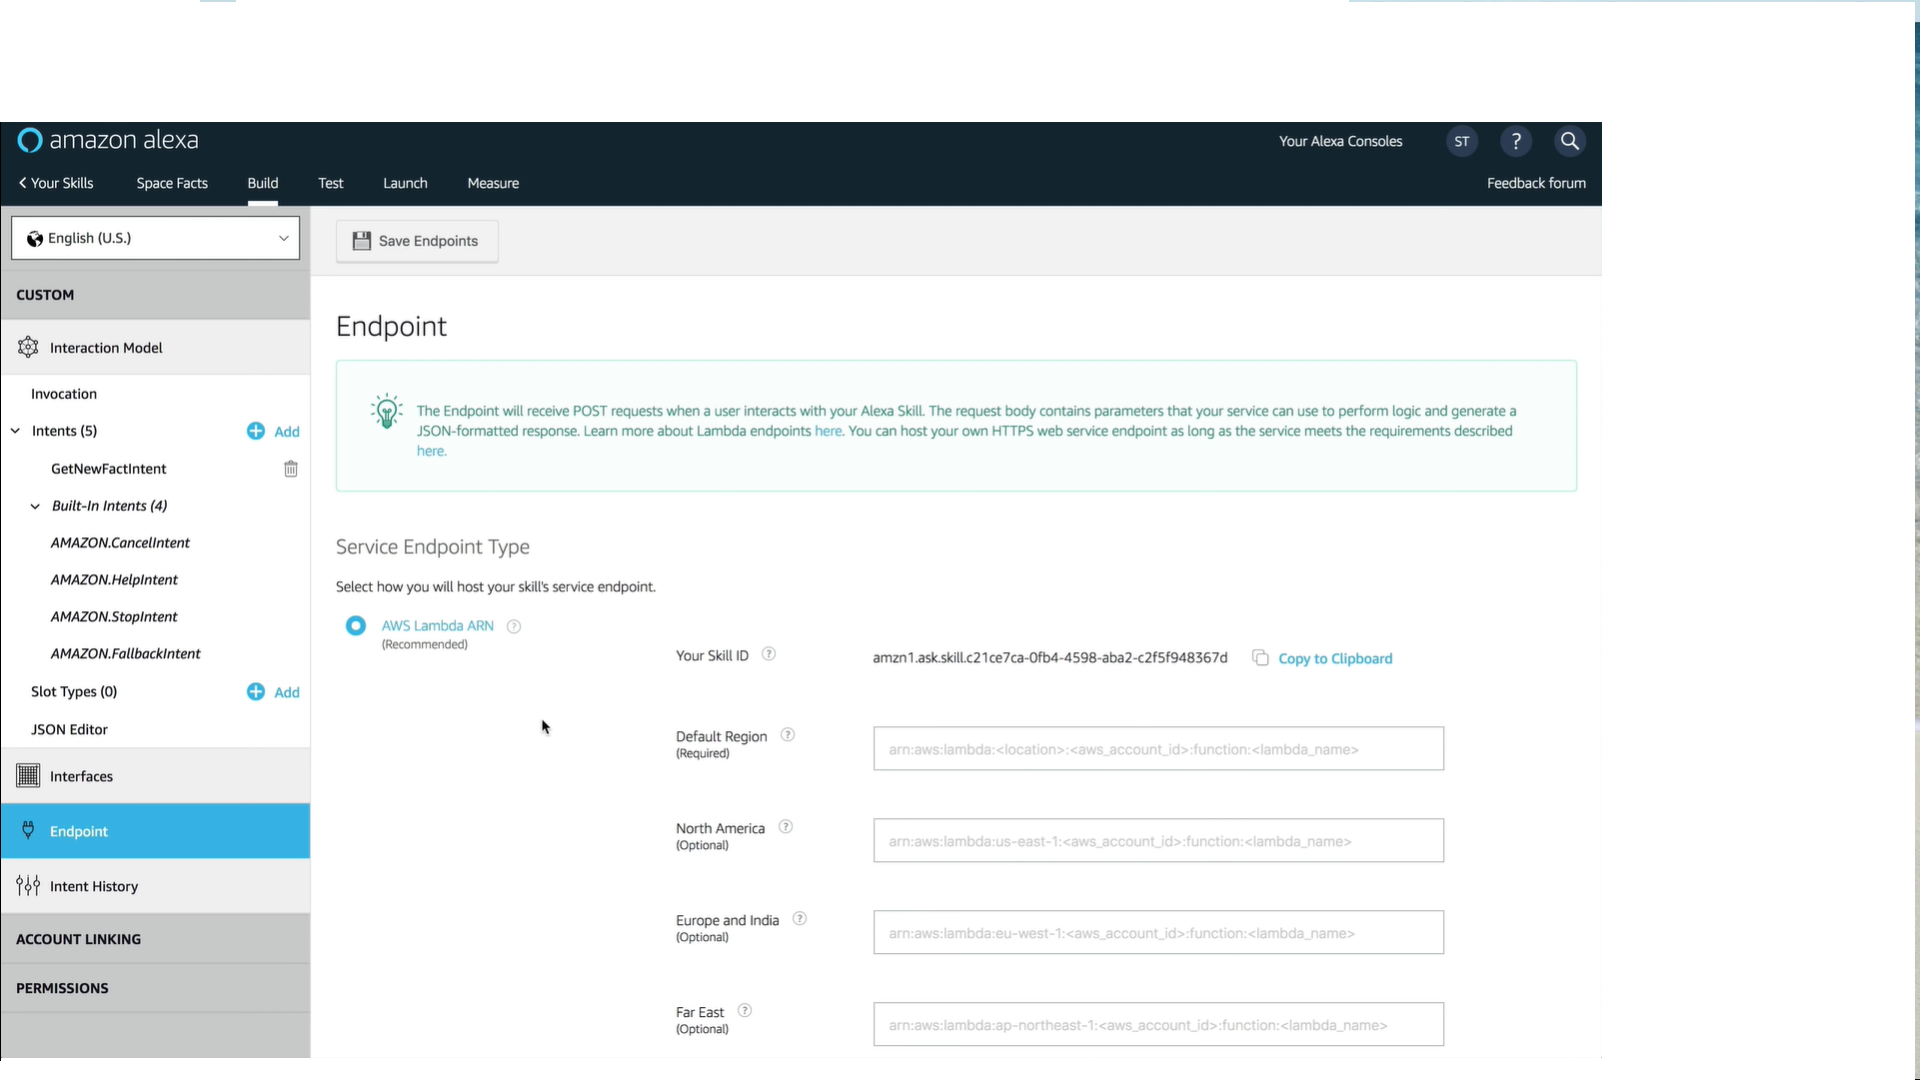 amazon alexa
Your Alexa Consoles
ST
?
Your Skills
Space Facts
Build
Test
Launch
Measure
Feedback forum
English (U.S.)
Save Endpoints
CUSTOM
Interaction Model
Invocation
Intents (5)
Add
GetNewFactIntent
Built-In Intents (4)
AMAZON.CancelIntent
AMAZON.HelpIntent
AMAZON.StopIntent
AMAZON.FallbackIntent
Slot Types (0)
Add
JSON Editor
Interfaces
Endpoint
Intent History
ACCOUNT LINKING
PERMISSIONS
Endpoint
The Endpoint will receive POST requests when a user interacts with your Alexa Skill. The request body contains parameters that your service can use to perform logic and generate a
JSON-formatted response. Learn more about Lambda endpoints here. You can host your own HTTPS web service endpoint as long as the service meets the requirements described
here.
Service Endpoint Type
Select how you will host your skill's service endpoint.
AWS Lambda ARN ?
(Recommended)
Your Skill ID ?
amzn1.ask.skill.c21ce7ca-0fb4-4598-aba2-c2f5f948367d
Copy to Clipboard
Default Region ?
(Required)
arn:aws:lambda:<location>:<aws_account_id>:function:<lambda_name>
North America ?
(Optional)
arn:aws:lambda:us-east-1:<aws_account_id>:function:<lambda_name>
Europe and India ?
(Optional)
arn:aws:lambda:eu-west-1:<aws_account_id>:function:<lambda_name>
Far East ?
(Optional)
arn:aws:lambda:ap-northeast-1:<aws_account_id>:function:<lambda_name>